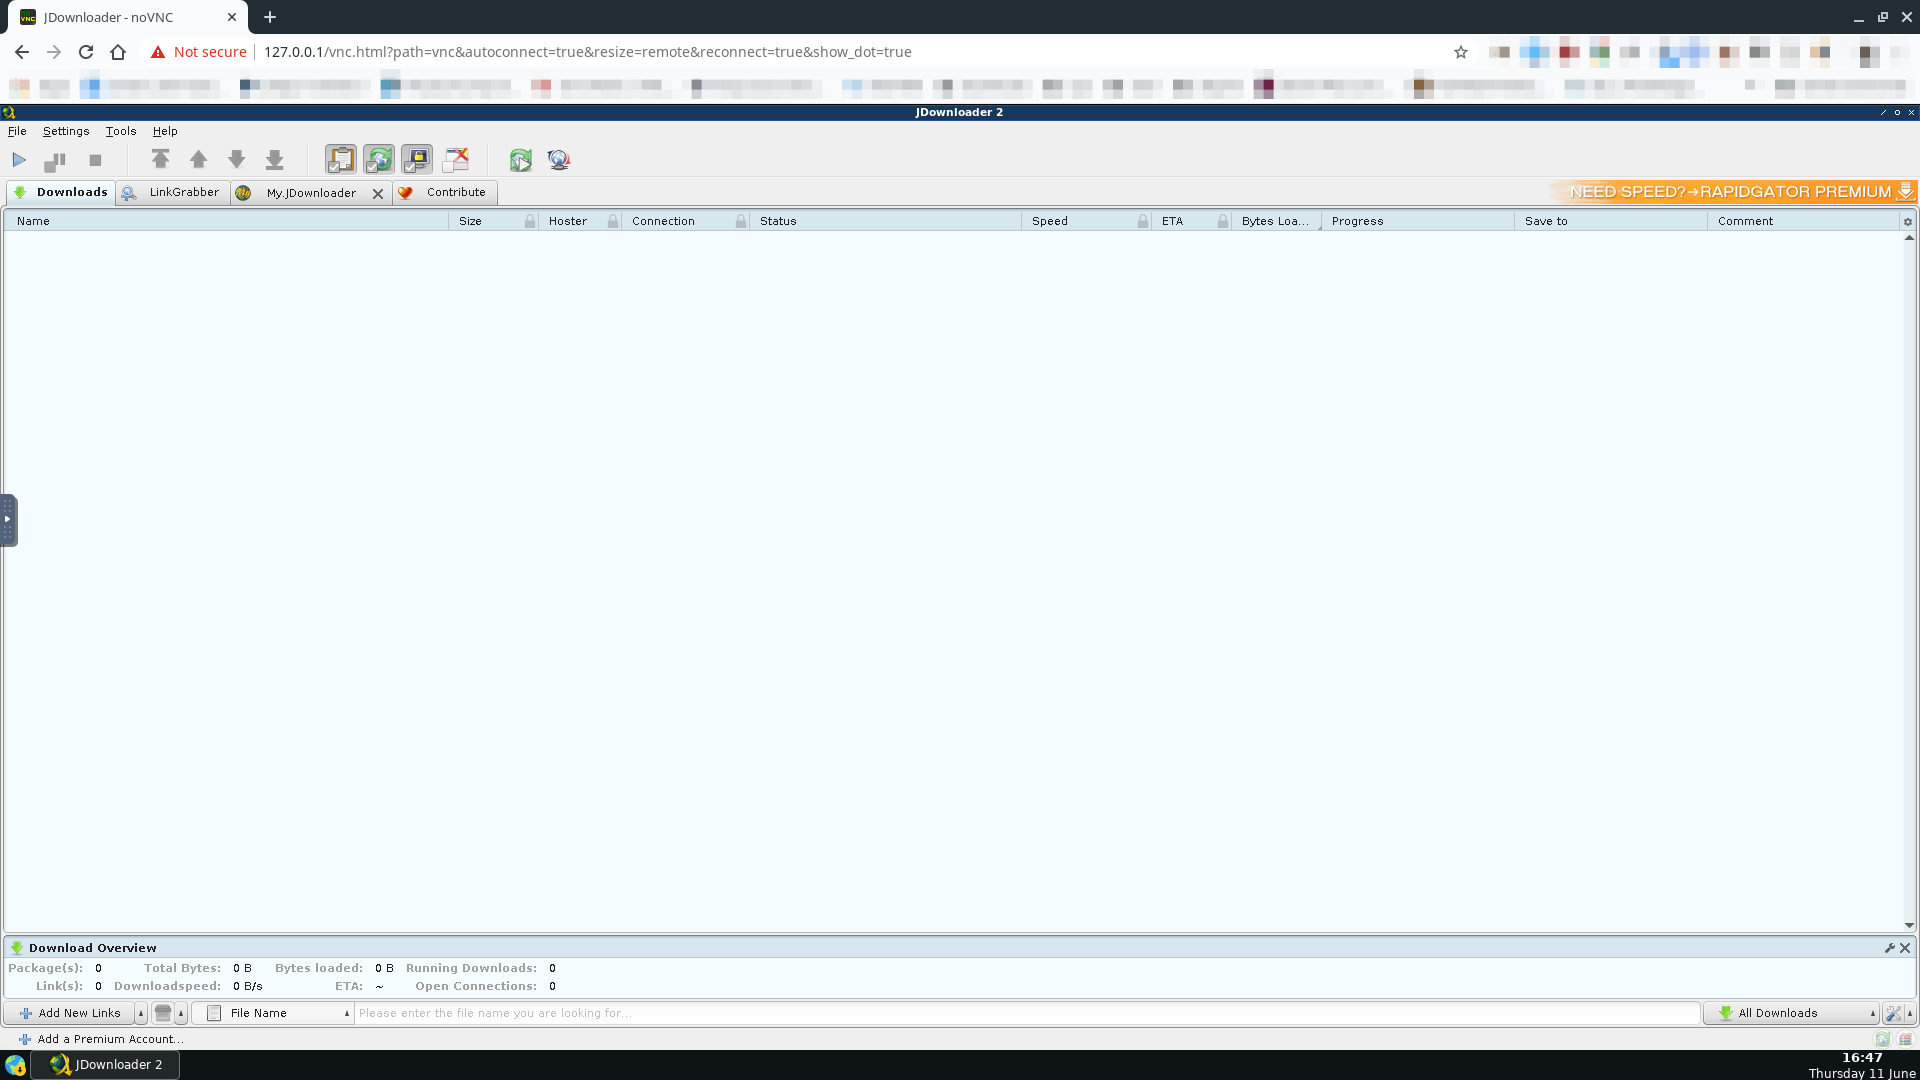 JDownloader - noVNC
Not secure 127.0.0.1/vnc.html?path=vnc&autoconnect=true&resize=remote&reconnect=true&show_dot=true
JDownloader 2
File Settings Tools Help
Downloads LinkGrabber My.JDownloader Contribute NEED SPEED?→RAPIDGATOR PREMIUM
Name Size Hoster Connection Status Speed ETA Bytes Loa... Progress Save to Comment
Download Overview
Package(s): 0 Total Bytes: 0 B Bytes loaded: 0 B Running Downloads: 0
Link(s): 0 Downloadspeed: 0 B/s ETA: ~ Open Connections: 0
Add New Links File Name Please enter the file name you are looking for... All Downloads
Add a Premium Account...
JDownloader 2
16:47
Thursday 11 June